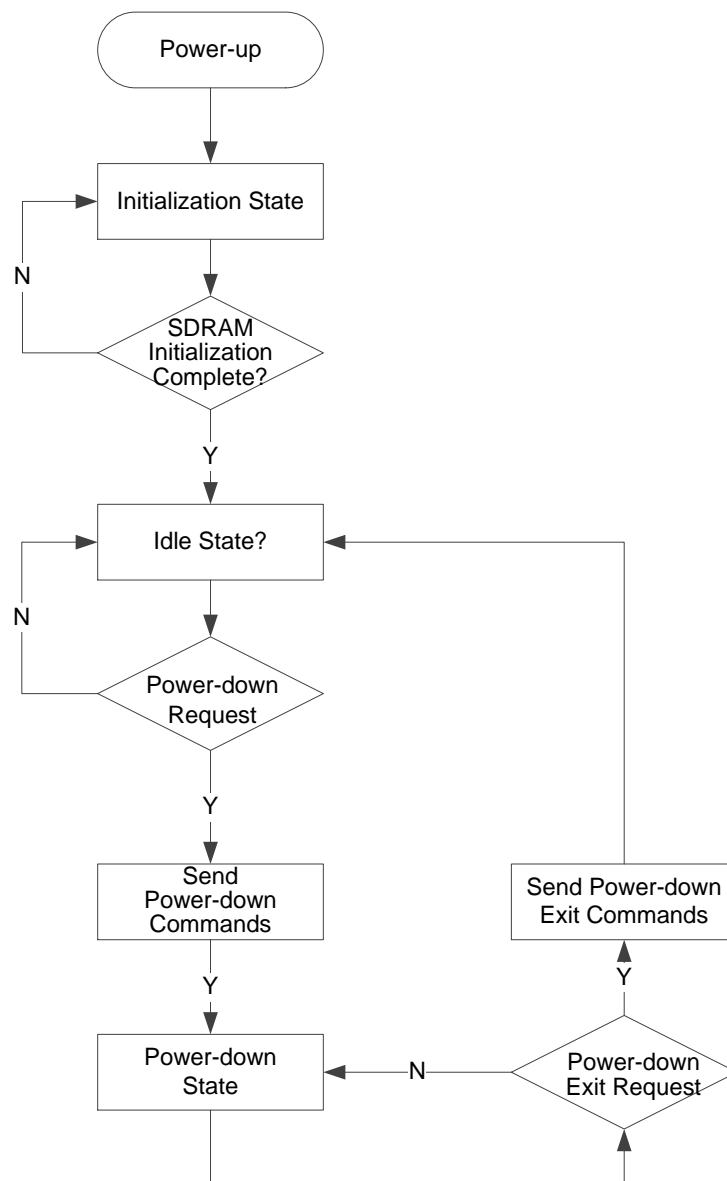 Power-up
Initialization State
N
SDRAM
Initialization
Complete?
Y
Idle State?
N
Power-down
Request
Y
Send
Power-down
Commands
Send Power-down
Exit Commands
Y
Y
Power-down
State
N
Power-down
Exit Request